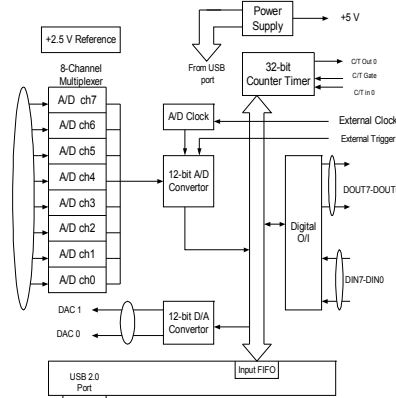 Power
Supply
+5 V
+2.5 V Reference
From USB
port
32-bit
Counter Timer
C/T Out 0
C/T Gate
C/T in 0
8-Channel
Multiplexer
A/D ch7
A/D ch6
A/D ch5
A/D ch4
A/D ch3
A/D ch2
A/D ch1
A/D ch0
A/D Clock
External Clock
External Trigger
12-bit A/D
Convertor
Digital
O/I
DOUT7-DOUT
DIN7-DIN0
DAC 1
DAC 0
12-bit D/A
Convertor
Input FIFO
USB 2.0
Port